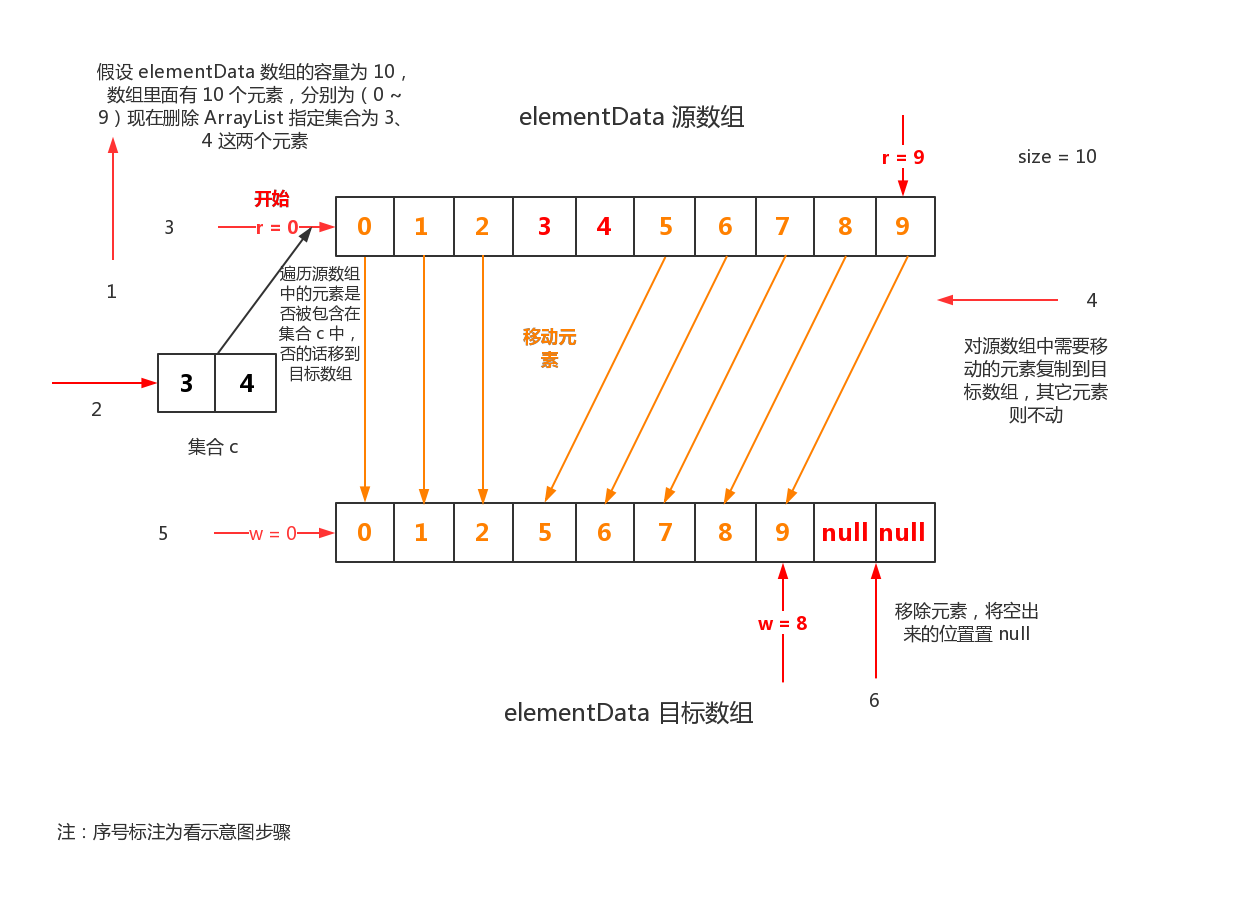 假设 elementData 数组的容量为 10，
数组里面有 10 个元素，分别为（ 0 ~
9 ）现在删除 ArrayList 指定集合为 3、
4 这两个元素
elementData 源数组
r = 9
size = 10
开始
3
r = 0
0 1 2 3 4 5 6 7 8 9
1
遍历源数组
中的元素是
否被包含在
集合 c 中，
否的话移到
目标数组
移动元
素
4
对源数组中需要移
动的元素复制到目
标数组，其它元素
则不动
3 4
2
集合 c
5
w = 0
0 1 2 5 6 7 8 9 null null
w = 8
移除元素，将空出
来的位置置 null
6
elementData 目标数组
注：序号标注为看示意图步骤